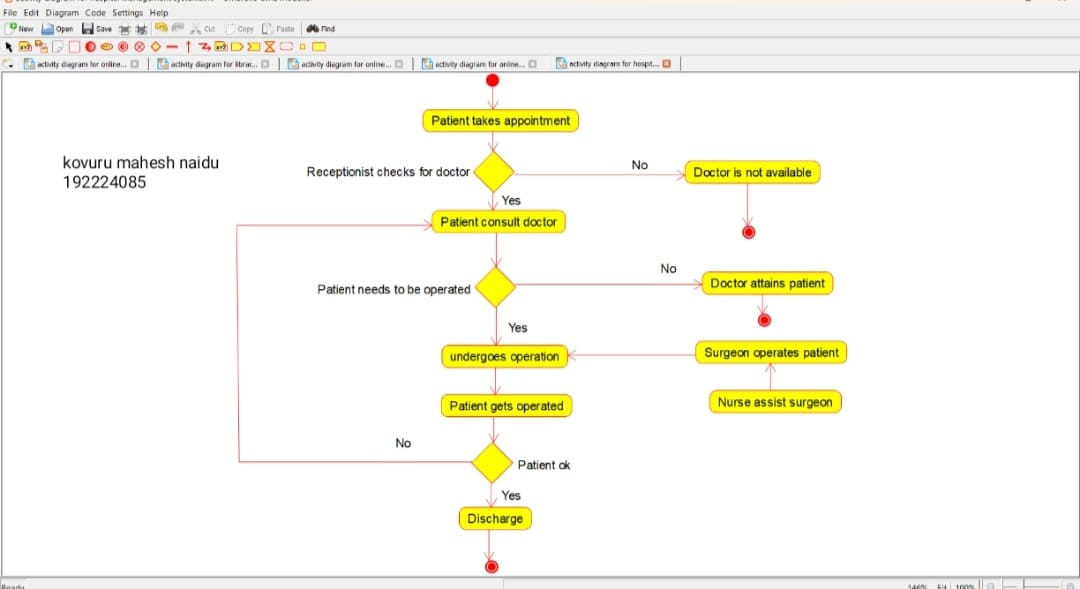 File Edit Diagram Code Settings Help
New Open Save Cut Copy Paste Find
activity diagram for online... activity diagram for librar... activity diagram for online... activity diagram for online... activity diagram for hospit...
Patient takes appointment
kovuru mahesh naidu
192224085
Receptionist checks for doctor
No
Doctor is not available
Yes
Patient consult doctor
No
Patient needs to be operated
Doctor attains patient
Yes
undergoes operation
Surgeon operates patient
Patient gets operated
Nurse assist surgeon
No
Patient ok
Yes
Discharge
Ready
146% Fit 100%